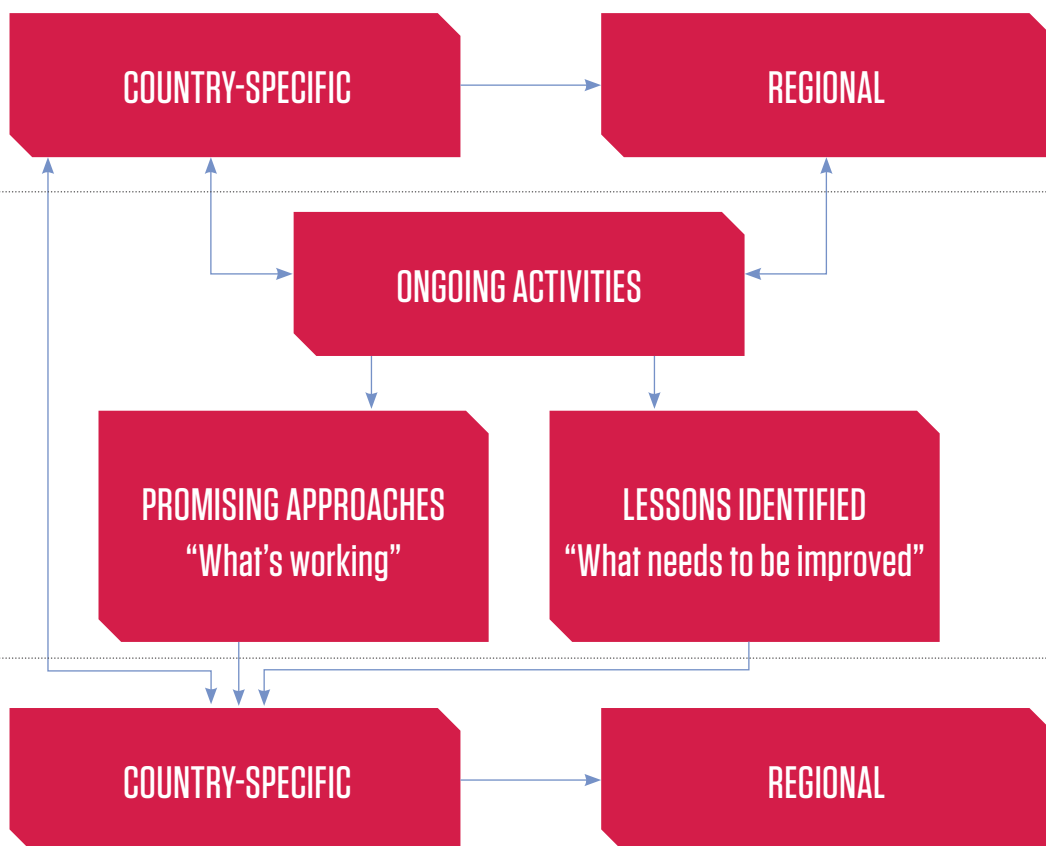 COUNTRY-SPECIFIC
REGIONAL
ONGOING ACTIVITIES
PROMISING APPROACHES
“What’s working”
LESSONS IDENTIFIED
“What needs to be improved”
COUNTRY-SPECIFIC
REGIONAL